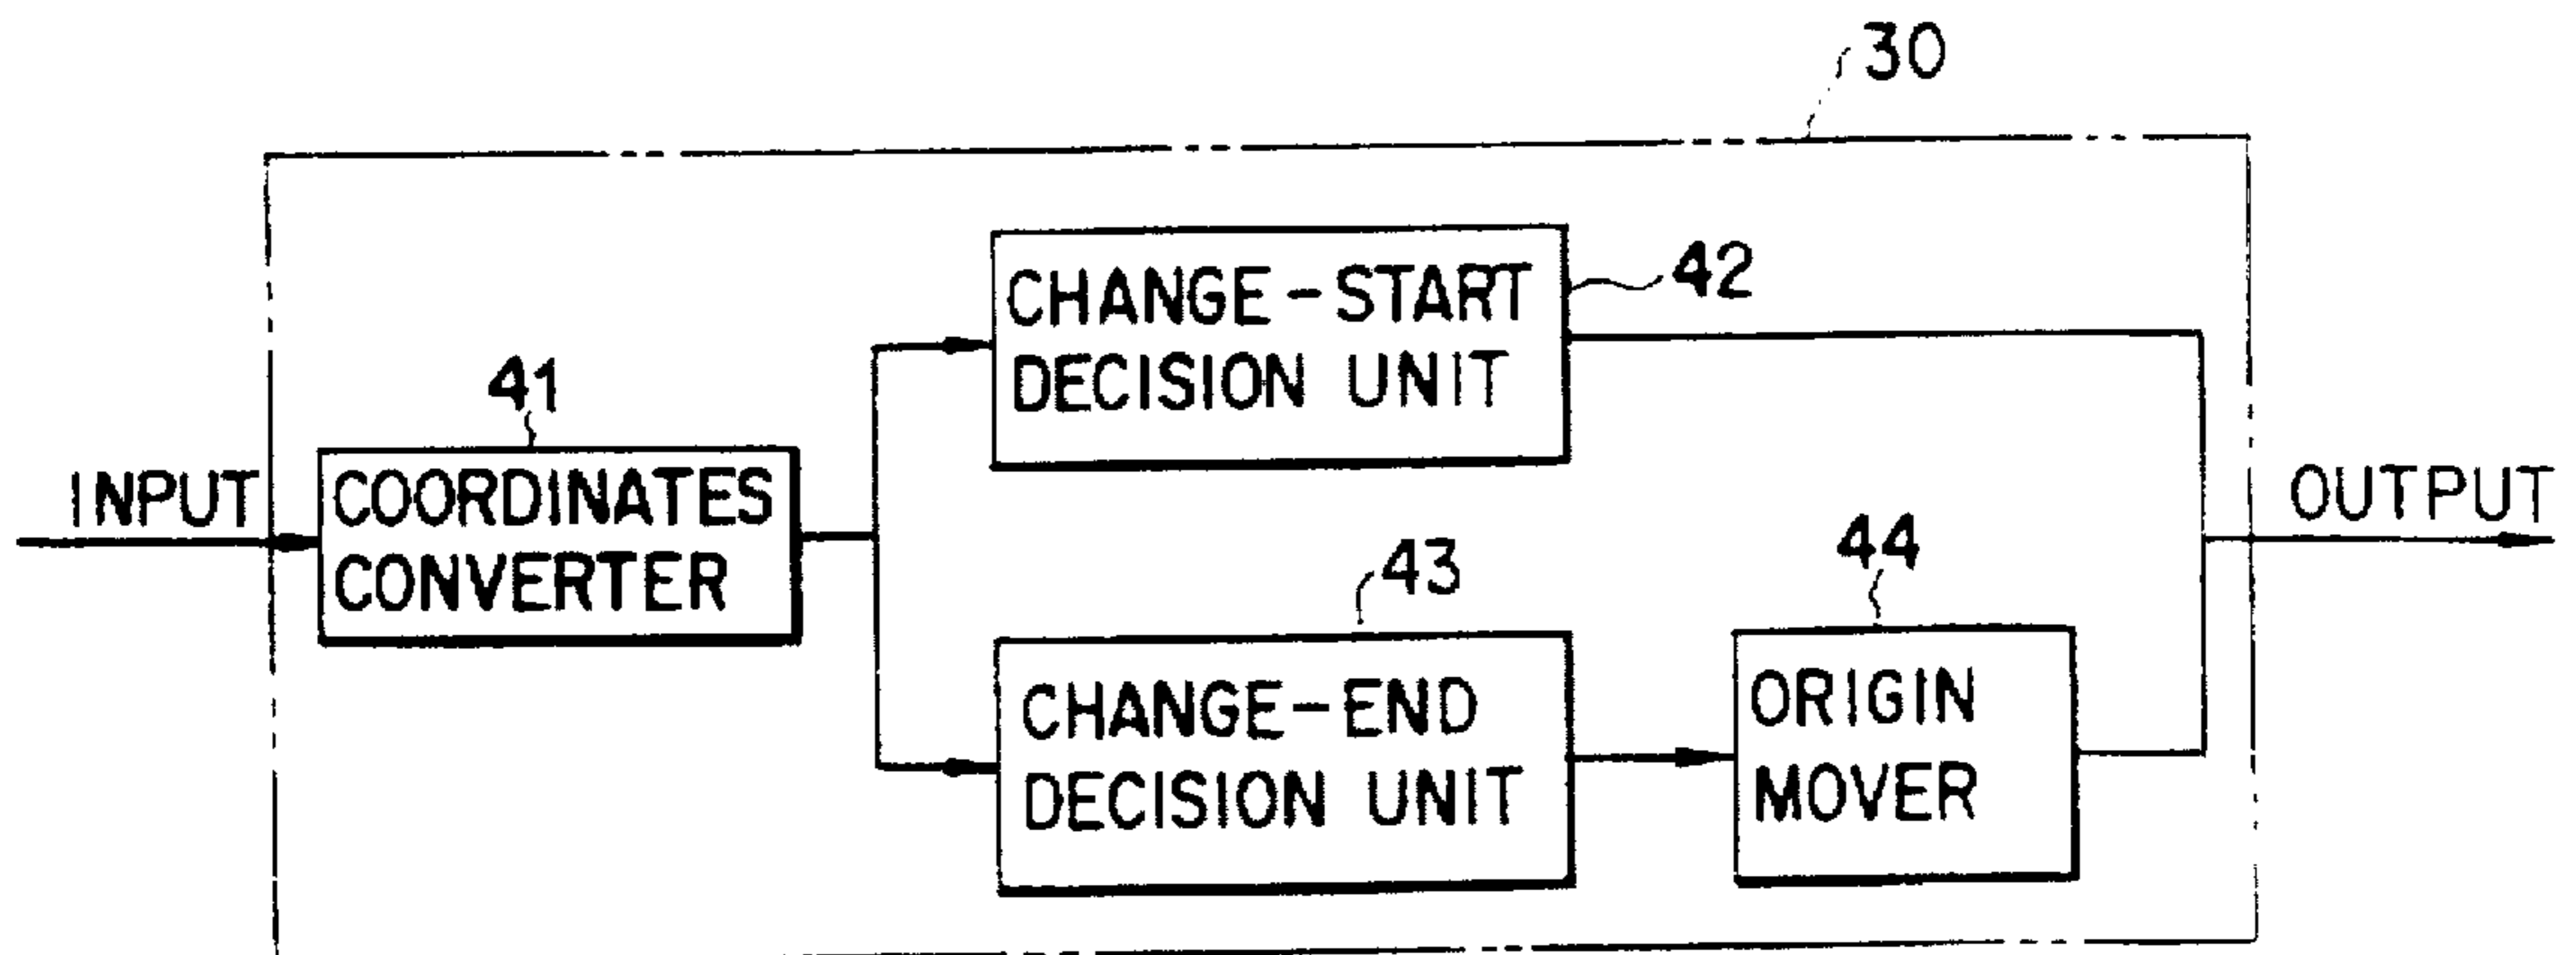 30
CHANGE-START
DECISION UNIT
42
41
INPUT
COORDINATES
CONVERTER
OUTPUT
43
CHANGE-END
DECISION UNIT
44
ORIGIN
MOVER